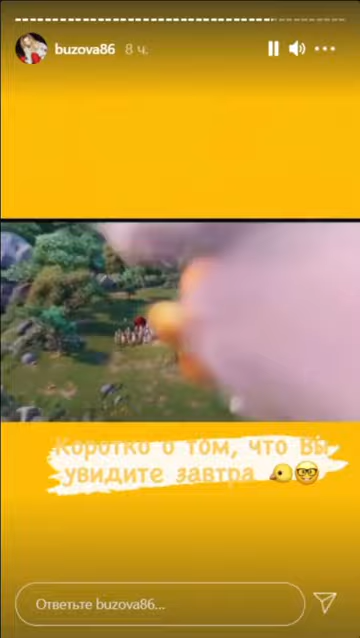 buzova86 8 ч.
Коротко о том, что Вы
увидите завтра 🐤🤓
Ответьте buzova86...